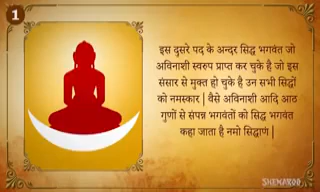 1
इस दुसरे पद के अन्दर सिद्ध भगवंत जो
अविनाशी स्वरुप प्राप्त कर चुके है जो इस
संसार से मुक्त हो चुके है उन सभी सिद्धों
को नमस्कार | वैसे अविनाशी आदि आठ
गुणों से संपन्न भगवंतों को सिद्ध भगवंत
कहा जाता है नमो सिद्धाणं |
SHEMAROO